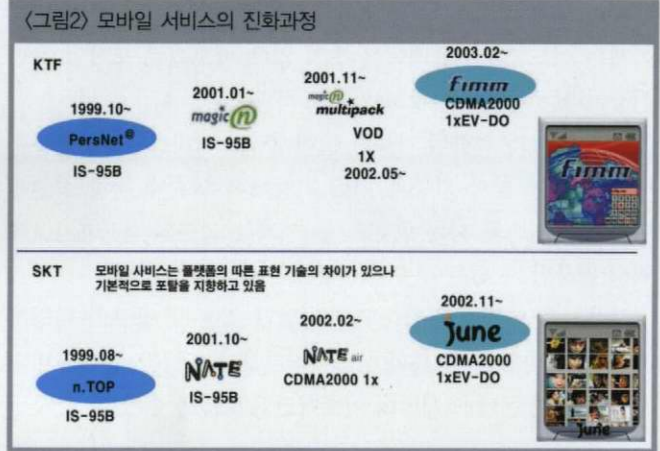 〈그림2〉 모바일 서비스의 진화과정
KTF
1999.10~
PersNet@
IS-95B
2001.01~
magic n
IS-95B
2001.11~
magic n
multipack
VOD
1X
2002.05~
2003.02~
fimm
CDMA2000
1xEV-DO
fimm
SKT
모바일 사비스는 플랫폼의 따른 표현 기술의 차이가 있으나
기본적으로 포탈을 지향하고 있음
1999.08~
n.TOP
IS-95B
2001.10~
NATE
IS-95B
2002.02~
NATE air
CDMA2000 1x
2002.11~
June
CDMA2000
1xEV-DO
June